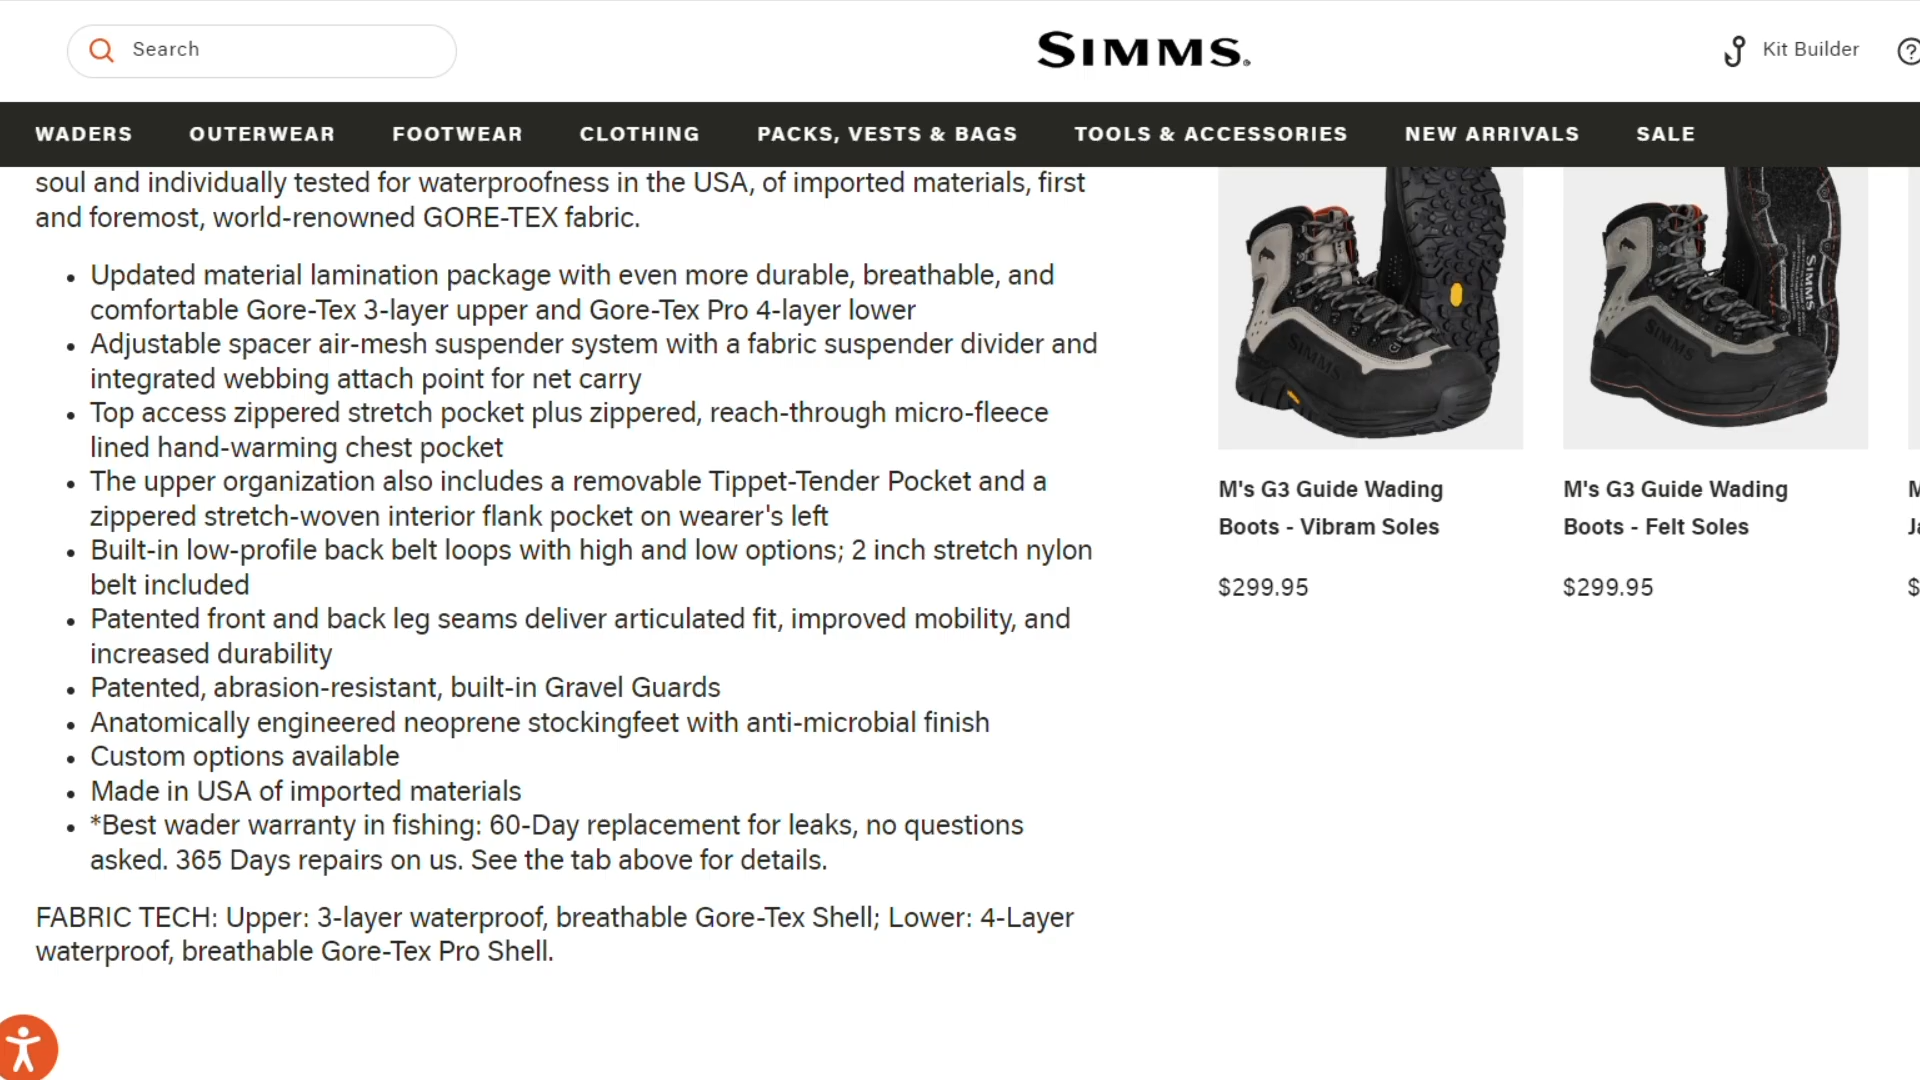 Search
SIMMS.
Kit Builder
WADERS
OUTERWEAR
FOOTWEAR
CLOTHING
PACKS, VESTS & BAGS
TOOLS & ACCESSORIES
NEW ARRIVALS
SALE
soul and individually tested for waterproofness in the USA, of imported materials, first
and foremost, world-renowned GORE-TEX fabric.
• Updated material lamination package with even more durable, breathable, and
comfortable Gore-Tex 3-layer upper and Gore-Tex Pro 4-layer lower
• Adjustable spacer air-mesh suspender system with a fabric suspender divider and
integrated webbing attach point for net carry
• Top access zippered stretch pocket plus zippered, reach-through micro-fleece
lined hand-warming chest pocket
• The upper organization also includes a removable Tippet-Tender Pocket and a
zippered stretch-woven interior flank pocket on wearer's left
• Built-in low-profile back belt loops with high and low options; 2 inch stretch nylon
belt included
• Patented front and back leg seams deliver articulated fit, improved mobility, and
increased durability
• Patented, abrasion-resistant, built-in Gravel Guards
• Anatomically engineered neoprene stockingfeet with anti-microbial finish
• Custom options available
• Made in USA of imported materials
• *Best wader warranty in fishing: 60-Day replacement for leaks, no questions
asked. 365 Days repairs on us. See the tab above for details.
FABRIC TECH: Upper: 3-layer waterproof, breathable Gore-Tex Shell; Lower: 4-Layer
waterproof, breathable Gore-Tex Pro Shell.
SIMMS
SIMMS
SIMMS
M's G3 Guide Wading
Boots - Vibram Soles
$299.95
M's G3 Guide Wading
Boots - Felt Soles
$299.95
$